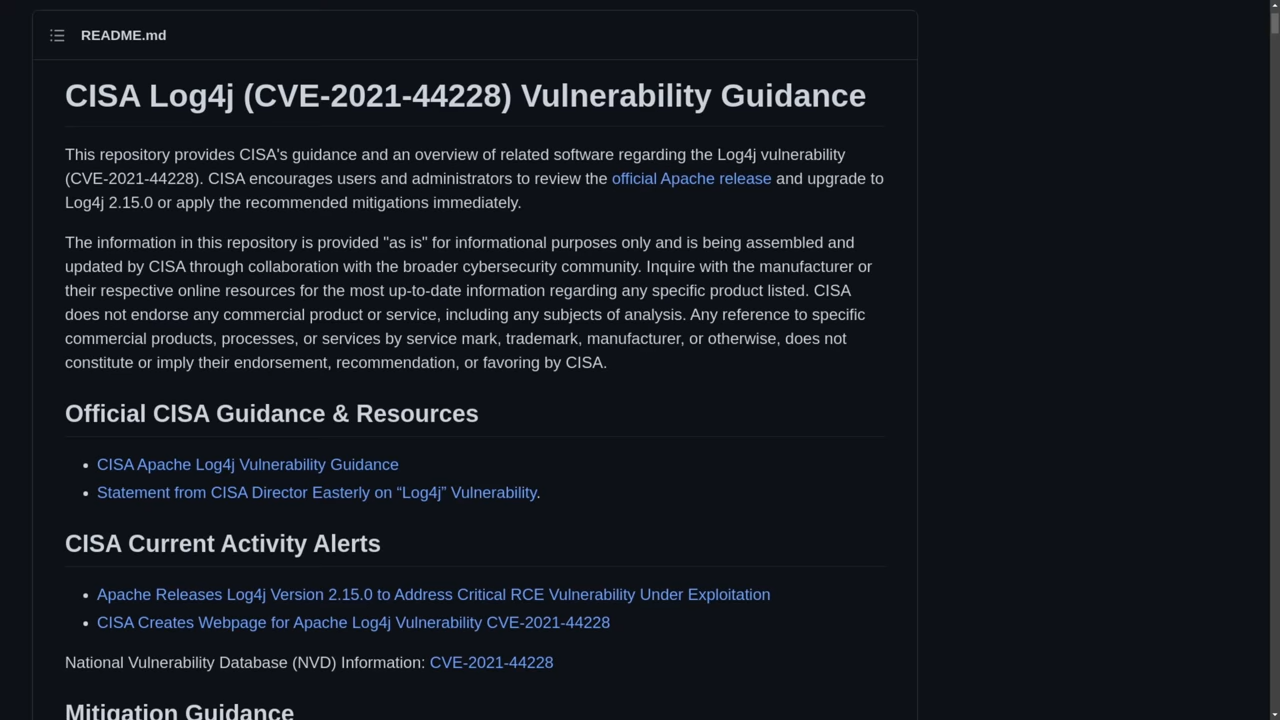 README.md
CISA Log4j (CVE-2021-44228) Vulnerability Guidance
This repository provides CISA's guidance and an overview of related software regarding the Log4j vulnerability
(CVE-2021-44228). CISA encourages users and administrators to review the official Apache release and upgrade to
Log4j 2.15.0 or apply the recommended mitigations immediately.
The information in this repository is provided "as is" for informational purposes only and is being assembled and
updated by CISA through collaboration with the broader cybersecurity community. Inquire with the manufacturer or
their respective online resources for the most up-to-date information regarding any specific product listed. CISA
does not endorse any commercial product or service, including any subjects of analysis. Any reference to specific
commercial products, processes, or services by service mark, trademark, manufacturer, or otherwise, does not
constitute or imply their endorsement, recommendation, or favoring by CISA.
Official CISA Guidance & Resources
• CISA Apache Log4j Vulnerability Guidance
• Statement from CISA Director Easterly on “Log4j” Vulnerability.
CISA Current Activity Alerts
• Apache Releases Log4j Version 2.15.0 to Address Critical RCE Vulnerability Under Exploitation
• CISA Creates Webpage for Apache Log4j Vulnerability CVE-2021-44228
National Vulnerability Database (NVD) Information: CVE-2021-44228
Mitigation Guidance